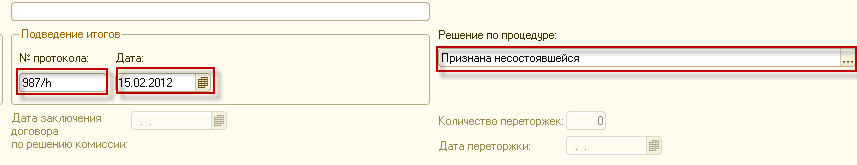 Подведение итогов
№ протокола: Дата:
987/h 15.02.2012
Решение по процедуре:
Признана несостоявшейся ...
Дата заключения
договора
по решению комиссии: . .
Количество переторжек: 0
Дата переторжки: . .